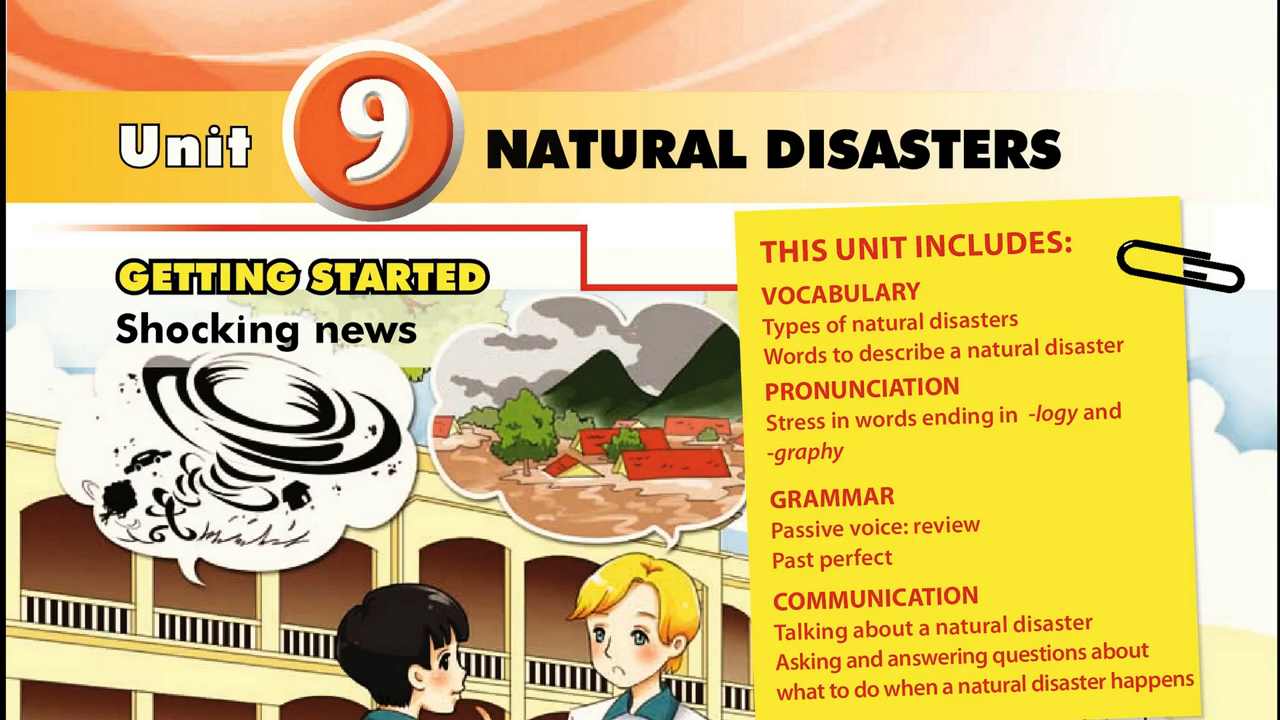 Unit 9 NATURAL DISASTERS
GETTING STARTED
Shocking news
THIS UNIT INCLUDES:
VOCABULARY
Types of natural disasters
Words to describe a natural disaster
PRONUNCIATION
Stress in words ending in -logy and
-graphy
GRAMMAR
Passive voice: review
Past perfect
COMMUNICATION
Talking about a natural disaster
Asking and answering questions about
what to do when a natural disaster happens